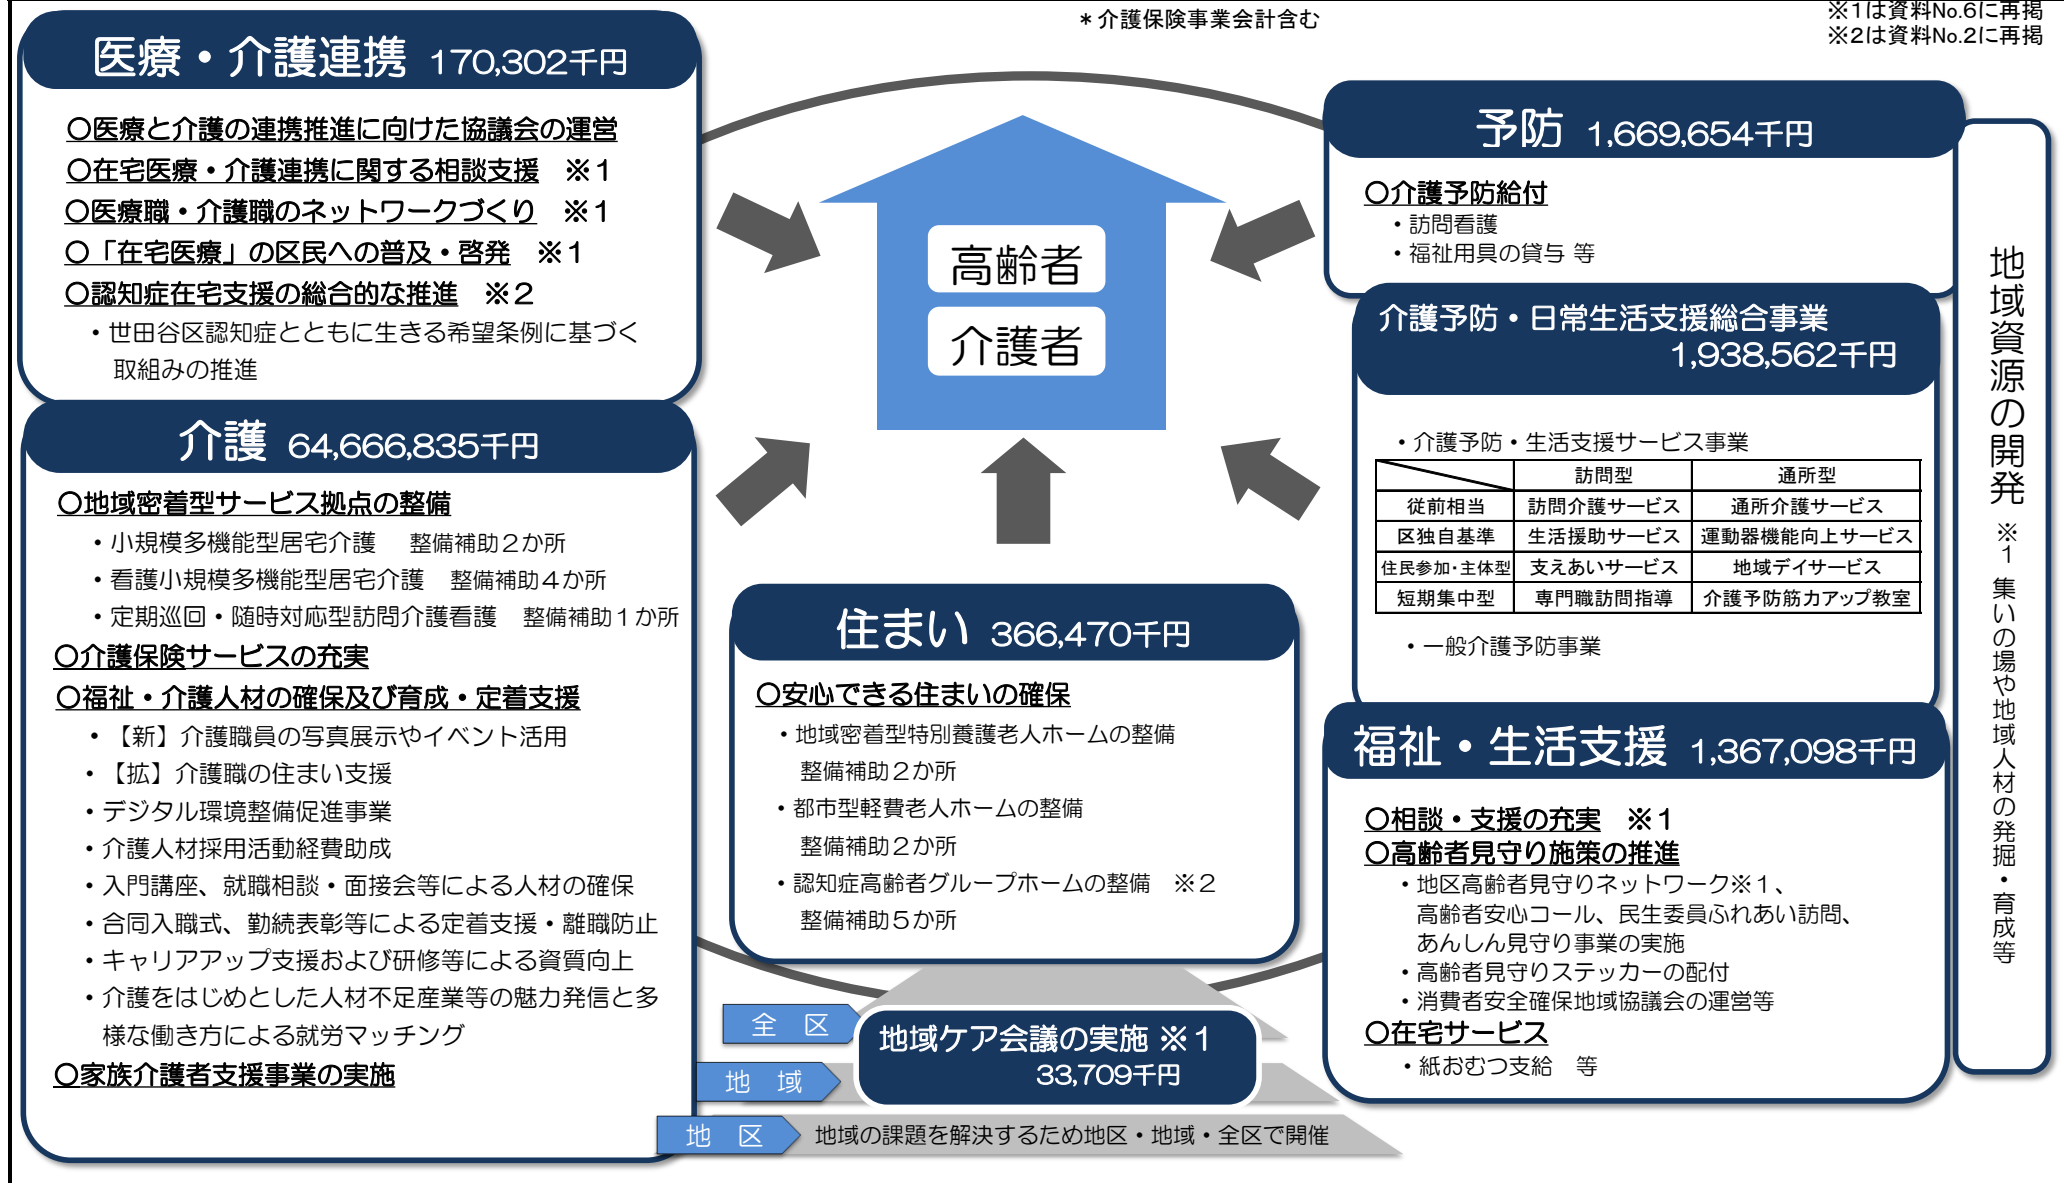 ＊介護保険事業会計含む
※1は資料No.6に再掲
※2は資料No.2に再掲
医療・介護連携 170,302千円
〇医療と介護の連携推進に向けた協議会の運営
〇在宅医療・介護連携に関する相談支援 ※1
〇医療職・介護職のネットワークづくり ※1
〇「在宅医療」の区民への普及・啓発 ※1
〇認知症在宅支援の総合的な推進 ※2
・世田谷区認知症とともに生きる希望条例に基づく
取組みの推進
介護 64,666,835千円
〇地域密着型サービス拠点の整備
・小規模多機能型居宅介護 整備補助２か所
・看護小規模多機能型居宅介護 整備補助４か所
・定期巡回・随時対応型訪問介護看護 整備補助１か所
〇介護保険サービスの充実
〇福祉・介護人材の確保及び育成・定着支援
・【新】介護職員の写真展示やイベント活用
・【拡】介護職の住まい支援
・デジタル環境整備促進事業
・介護人材採用活動経費助成
・入門講座、就職相談・面接会等による人材の確保
・合同入職式、勤続表彰等による定着支援・離職防止
・キャリアアップ支援および研修等による資質向上
・介護をはじめとした人材不足産業等の魅力発信と多
様な働き方による就労マッチング
〇家族介護者支援事業の実施
高齢者
介護者
住まい 366,470千円
〇安心できる住まいの確保
・地域密着型特別養護老人ホームの整備
整備補助２か所
・都市型軽費老人ホームの整備
整備補助２か所
・認知症高齢者グループホームの整備 ※２
整備補助５か所
全 区
地 域
地 区
地域ケア会議の実施 ※1
33,709千円
地域の課題を解決するため地区・地域・全区で開催
予防 1,669,654千円
〇介護予防給付
・訪問看護
・福祉用具の貸与 等
介護予防・日常生活支援総合事業
1,938,562千円
・介護予防・生活支援サービス事業
訪問型 通所型
従前相当 訪問介護サービス 通所介護サービス
区独自基準 生活援助サービス 運動器機能向上サービス
住民参加・主体型 支えあいサービス 地域デイサービス
短期集中型 専門職訪問指導 介護予防筋力アップ教室
・一般介護予防事業
福祉・生活支援 1,367,098千円
〇相談・支援の充実 ※1
〇高齢者見守り施策の推進
・地区高齢者見守りネットワーク※１、
高齢者安心コール、民生委員ふれあい訪問、
あんしん見守り事業の実施
・高齢者見守りステッカーの配付
・消費者安全確保地域協議会の運営等
〇在宅サービス
・紙おむつ支給 等
地域資源の開発 ※1 集いの場や地域人材の発掘・育成等